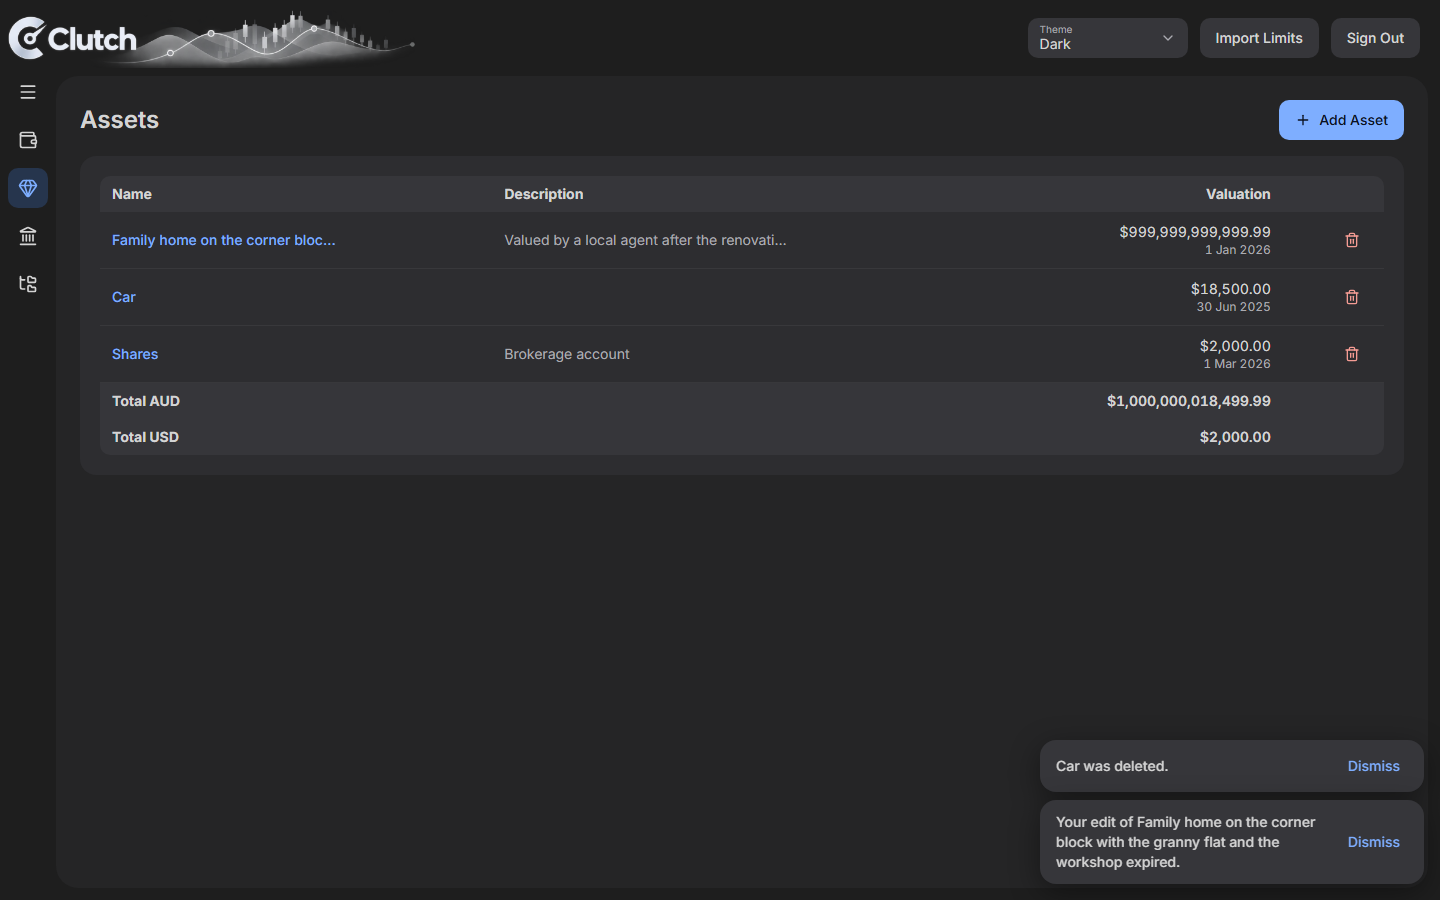 Clutch
Theme
Dark
Import Limits
Sign Out
Assets
Add Asset
Name Description Valuation
Family home on the corner bloc... Valued by a local agent after the renovati... $999,999,999,999.99
1 Jan 2026
Car $18,500.00
30 Jun 2025
Shares Brokerage account $2,000.00
1 Mar 2026
Total AUD $1,000,000,018,499.99
Total USD $2,000.00
Car was deleted. Dismiss
Your edit of Family home on the corner
block with the granny flat and the Dismiss
workshop expired.